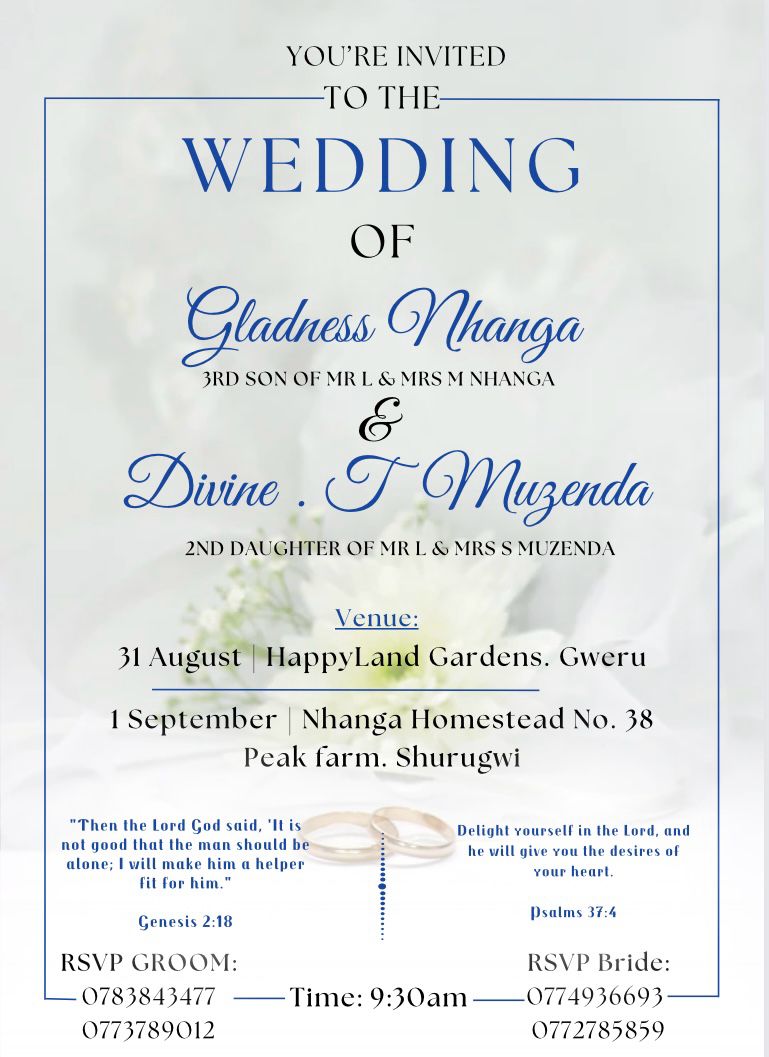 YOU'RE INVITED
TO THE
WEDDING
OF
Gladness Nhanga
3RD SON OF MR L & MRS M NHANGA
&
Divine . T Muzenda
2ND DAUGHTER OF MR L & MRS S MUZENDA
Venue:
31 August | HappyLand Gardens. Gweru
1 September | Nhanga Homestead No. 38
Peak farm. Shurugwi
"Then the Lord God said, 'It is
not good that the man should be
alone; I will make him a helper
fit for him."
Genesis 2:18
Delight yourself in the Lord, and
he will give you the desires of
your heart.
Psalms 37:4
RSVP GROOM:
0783843477
0773789012
Time: 9:30am
RSVP Bride:
0774936693
0772785859